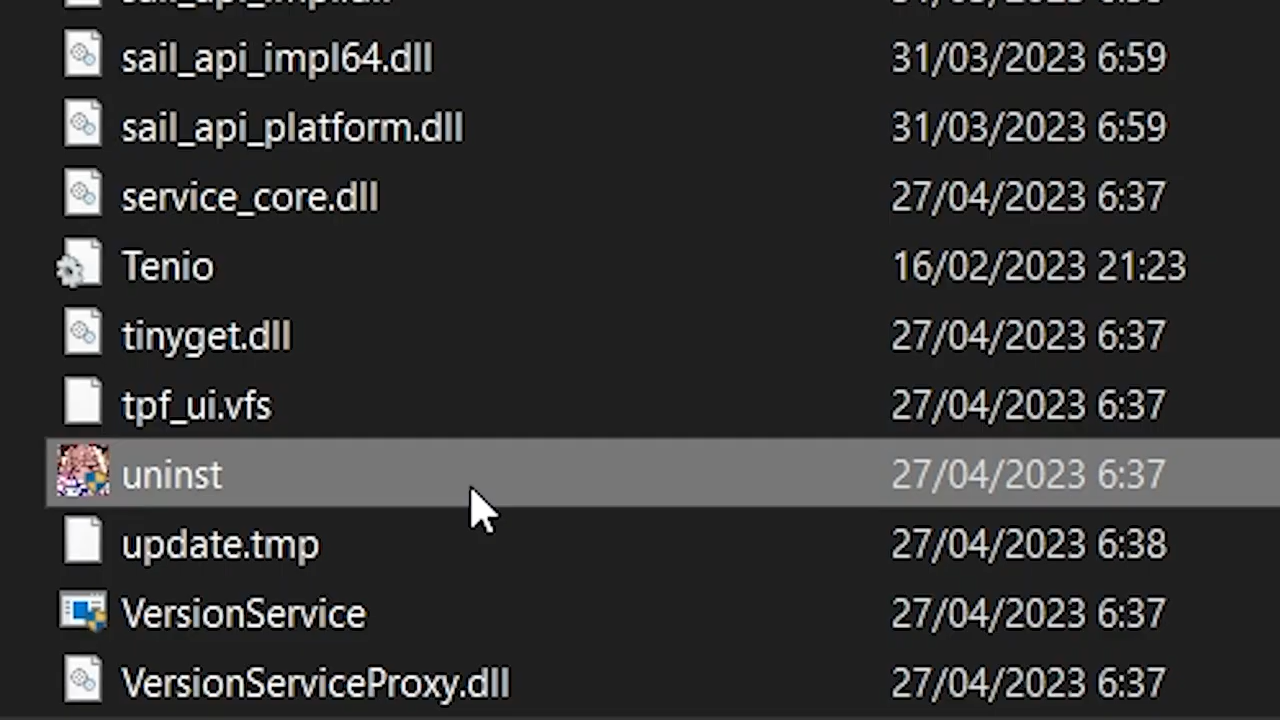 sail_api_impl.dll
sail_api_impl64.dll 31/03/2023 6:59
sail_api_platform.dll 31/03/2023 6:59
service_core.dll 27/04/2023 6:37
Tenio 16/02/2023 21:23
tinyget.dll 27/04/2023 6:37
tpf_ui.vfs 27/04/2023 6:37
uninst 27/04/2023 6:37
update.tmp 27/04/2023 6:38
VersionService 27/04/2023 6:37
VersionServiceProxy.dll 27/04/2023 6:37